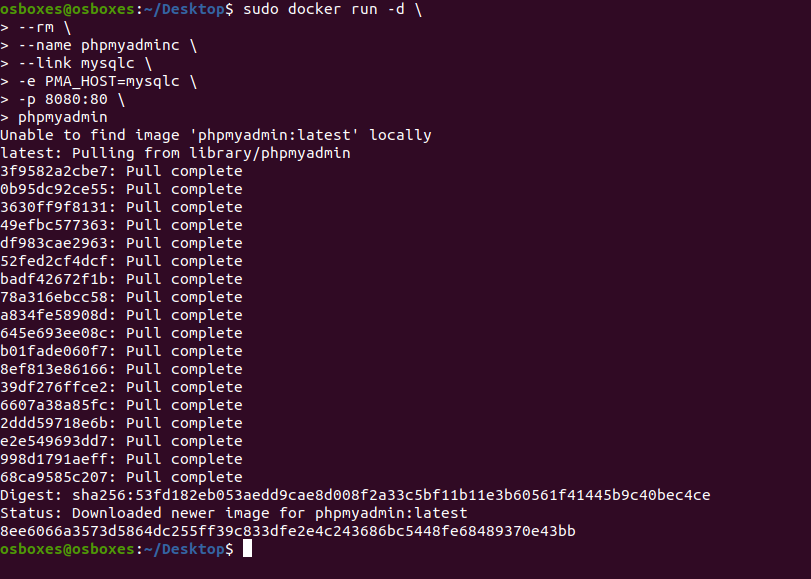 osboxes@osboxes:~/Desktop$ sudo docker run -d \
> --rm \
> --name phpmyadminc \
> --link mysqlc \
> -e PMA_HOST=mysqlc \
> -p 8080:80 \
> phpmyadmin
Unable to find image 'phpmyadmin:latest' locally
latest: Pulling from library/phpmyadmin
3f9582a2cbe7: Pull complete
0b95dc92ce55: Pull complete
3630ff9f8131: Pull complete
49efbc577363: Pull complete
df983cae2963: Pull complete
52fed2cf4dcf: Pull complete
badf42672f1b: Pull complete
78a316ebcc58: Pull complete
a834fe58908d: Pull complete
645e693ee08c: Pull complete
b01fade060f7: Pull complete
8ef813e86166: Pull complete
39df276ffce2: Pull complete
6607a38a85fc: Pull complete
2ddd59718e6b: Pull complete
e2e549693dd7: Pull complete
998d1791aeff: Pull complete
68ca9585c207: Pull complete
Digest: sha256:53fd182eb053aedd9cae8d008f2a33c5bf11b11e3b60561f41445b9c40bec4ce
Status: Downloaded newer image for phpmyadmin:latest
8ee6066a3573d5864dc255ff39c833dfe2e4c243686bc5448fe68489370e43bb
osboxes@osboxes:~/Desktop$